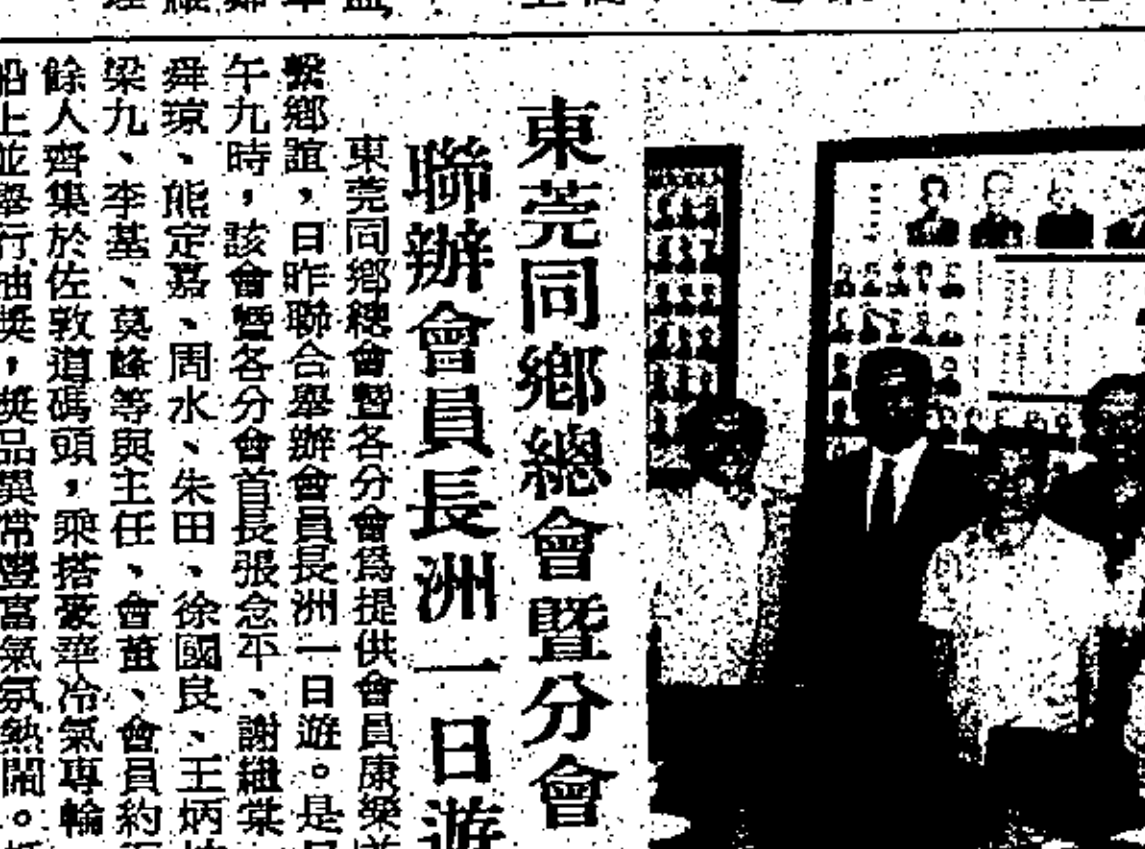 東莞同鄉總會暨分會
聯辦會員長洲一日遊
東莞同鄉總會暨各分會為提供會員康樂
繫鄉誼，日昨聯合舉辦會員長洲一日遊。是
午九時，該會暨各分會首長張念平、謝繼棠
舜琼、熊定嘉、周水、朱田、徐國良、王炳
梁九、李基、莫峰等與主任、會董、會員約
餘人齊集於佐敦道碼頭，乘搭豪華冷氣專輪
船上並舉行抽獎，獎品異常豐富氣氛熱鬧。